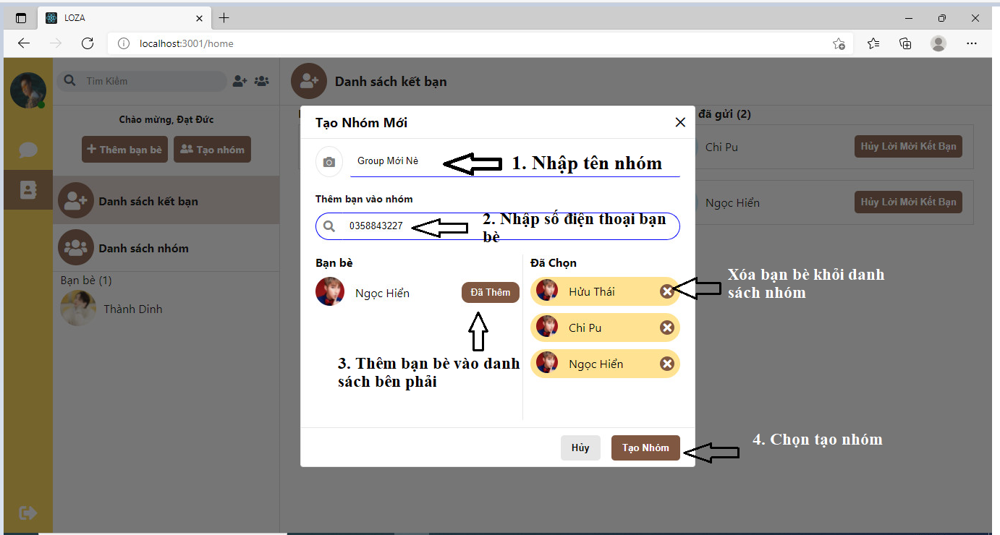 LOZA
localhost:3001/home
Tìm Kiếm
Chào mừng, Đạt Đức
Thêm bạn bè
Tạo nhóm
Danh sách kết bạn
Danh sách nhóm
Bạn bè (1)
Thành Dinh
Danh sách kết bạn
đã gửi (2)
Chi Pu
Hủy Lời Mời Kết Bạn
Ngọc Hiển
Hủy Lời Mời Kết Bạn
Tạo Nhóm Mới
Group Mới Nè
1. Nhập tên nhóm
Thêm bạn vào nhóm
0358843227
2. Nhập số điện thoại bạn
bè
Bạn bè
Ngọc Hiển
Đã Thêm
3. Thêm bạn bè vào danh
sách bên phải
Đã Chọn
Hữu Thái
Chi Pu
Ngọc Hiển
Xóa bạn bè khỏi danh
sách nhóm
Hủy
Tạo Nhóm
4. Chọn tạo nhóm